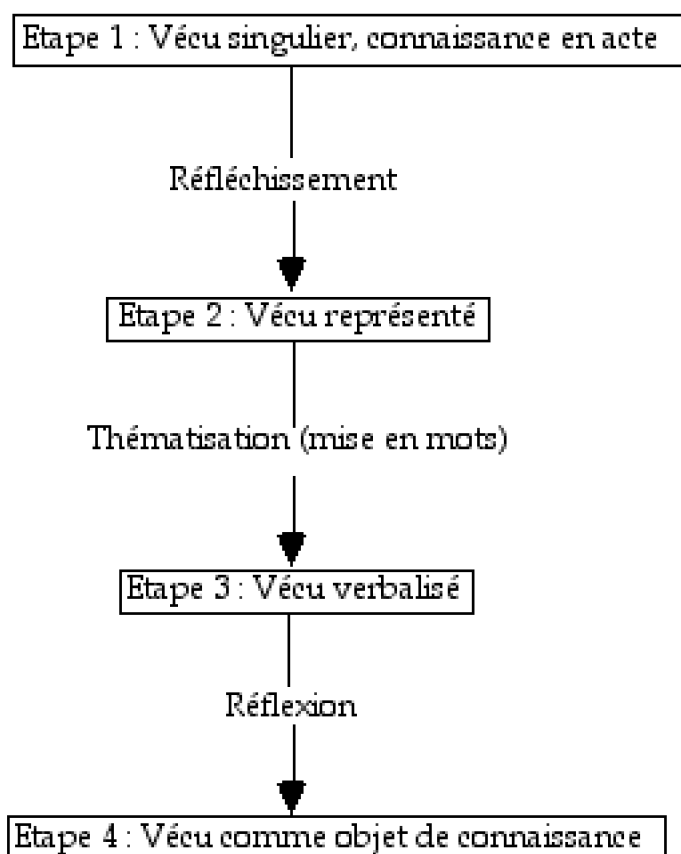 Etape 1 : Vécu singulier, connaissance en acte
Réfléchissement
Etape 2 : Vécu représenté
Thématisation (mise en mots)
Etape 3 : Vécu verbalisé
Réflexion
Etape 4 : Vécu comme objet de connaissance